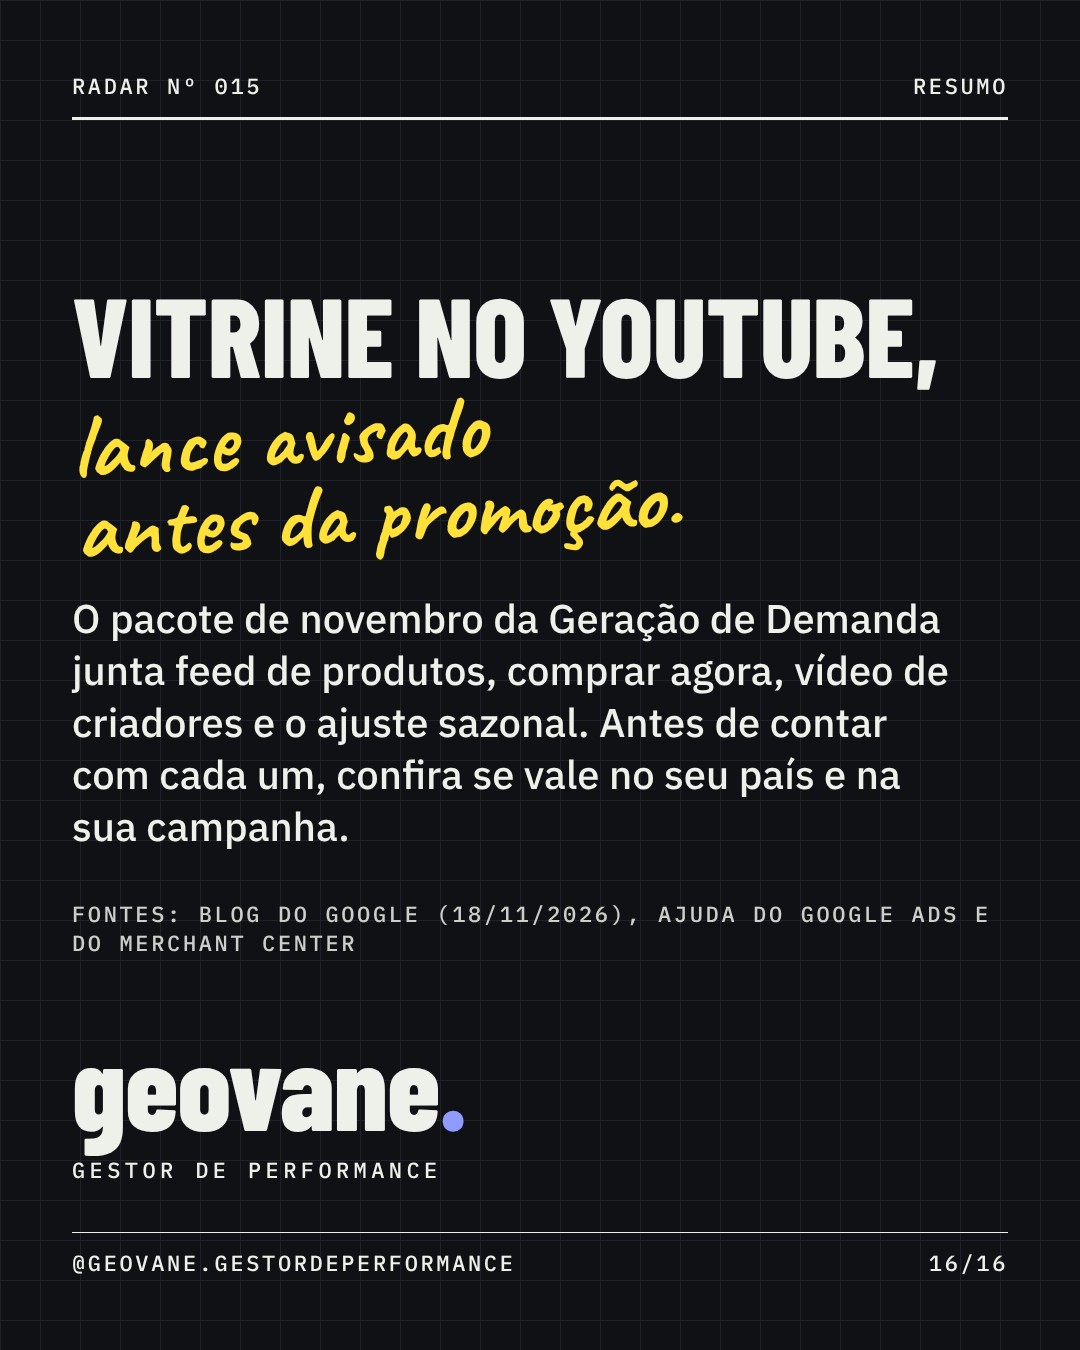 RADAR Nº 015
RESUMO
VITRINE NO YOUTUBE,
lance avisado
antes da promoção.
O pacote de novembro da Geração de Demanda
junta feed de produtos, comprar agora, vídeo de
criadores e o ajuste sazonal. Antes de contar
com cada um, confira se vale no seu país e na
sua campanha.
FONTES: BLOG DO GOOGLE (18/11/2026), AJUDA DO GOOGLE ADS E
DO MERCHANT CENTER
geovane.
GESTOR DE PERFORMANCE
@GEOVANE.GESTORDEPERFORMANCE
16/16